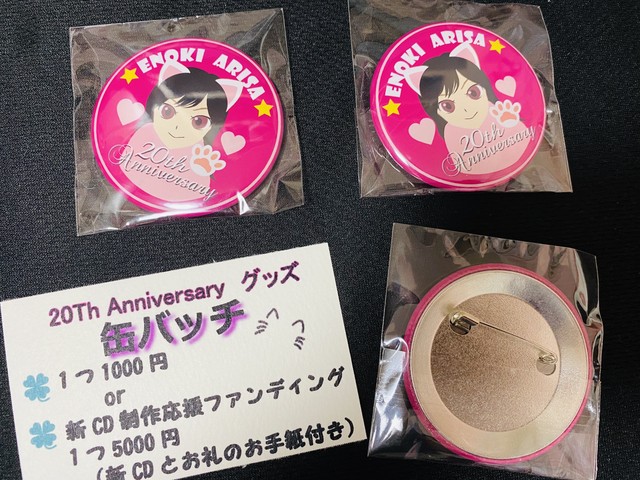 ENOKI ARISA
20th
Anniversary
ENOKI ARISA
20th
Anniversary
20Th Anniversary グッズ
缶バッチ
1つ1000円
or
新CD制作応援ファンディング
1つ5000円
(新CDとお礼のお手紙付き)